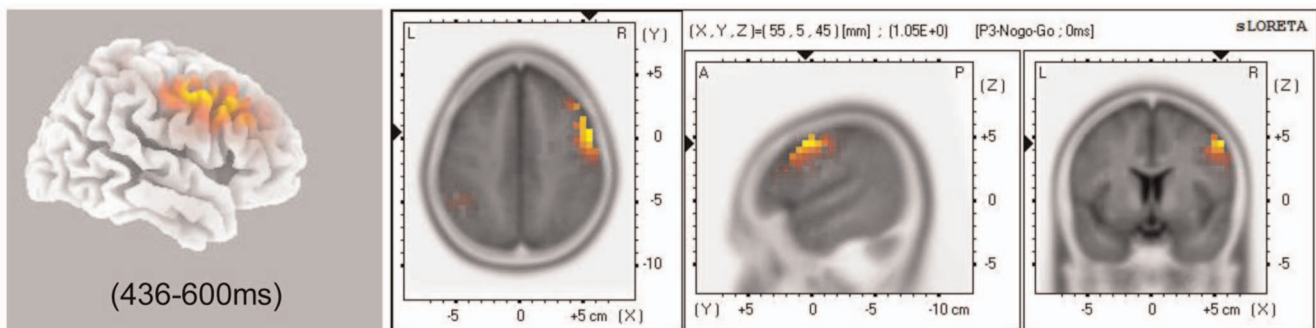 (436-600ms)
L R (Y)
+5
0
-5
-10
-5 0 +5 cm (X)
(X,Y,Z)=(55,5,45)[mm] ; (1.05E+0) [P3-Nogo-Go ; 0ms] sLORETA
A P (Z)
+5
0
-5
(Y) +5 0 -5 -10 cm
L R (Z)
+5
0
-5
-5 0 +5 cm (X)